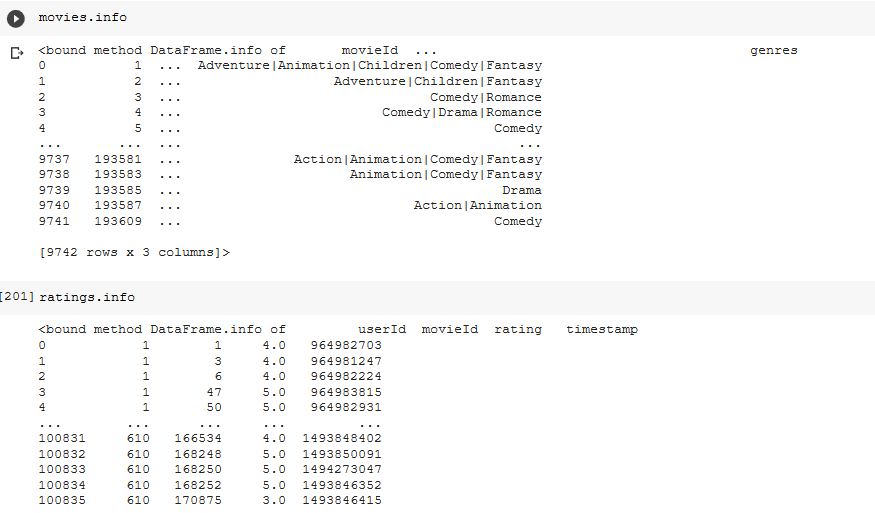 movies.info
<bound method DataFrame.info of       movieId  ...                                       genres
0           1  ...  Adventure|Animation|Children|Comedy|Fantasy
1           2  ...                   Adventure|Children|Fantasy
2           3  ...                               Comedy|Romance
3           4  ...                         Comedy|Drama|Romance
4           5  ...                                       Comedy
...       ...  ...                                          ...
9737   193581  ...              Action|Animation|Comedy|Fantasy
9738   193583  ...                     Animation|Comedy|Fantasy
9739   193585  ...                                        Drama
9740   193587  ...                             Action|Animation
9741   193609  ...                                       Comedy
[9742 rows x 3 columns]>
[201] ratings.info
<bound method DataFrame.info of         userId  movieId  rating   timestamp
0            1        1     4.0   964982703
1            1        3     4.0   964981247
2            1        6     4.0   964982224
3            1       47     5.0   964983815
4            1       50     5.0   964982931
...        ...      ...     ...         ...
100831     610   166534     4.0  1493848402
100832     610   168248     5.0  1493850091
100833     610   168250     5.0  1494273047
100834     610   168252     5.0  1493846352
100835     610   170875     3.0  1493846415